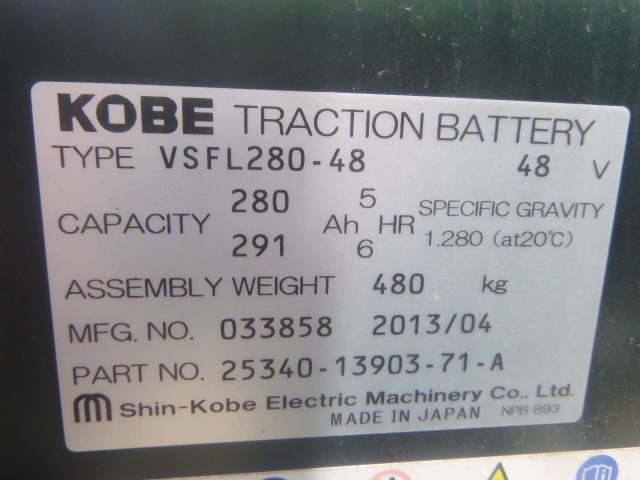 KOBE TRACTION BATTERY
TYPE VSFL280-48 48 V
CAPACITY 280 Ah 5 HR SPECIFIC GRAVITY
291 6 1.280 (at20℃)
ASSEMBLY WEIGHT 480 kg
MFG. NO. 033858 2013/04
PART NO. 25340-13903-71-A
Shin-Kobe Electric Machinery Co., Ltd.
MADE IN JAPAN NPB-893